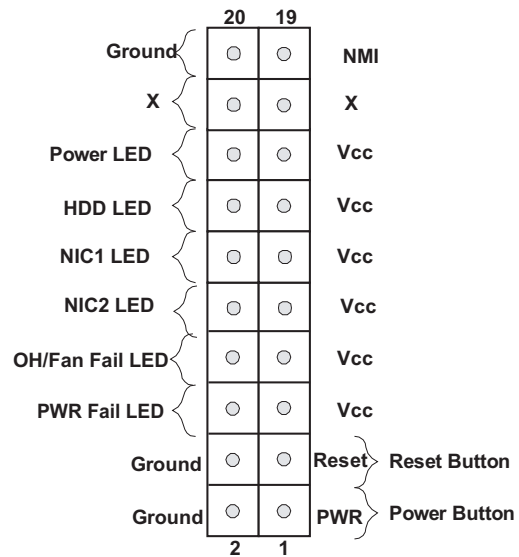 20 19
Ground NMI
X X
Power LED Vcc
HDD LED Vcc
NIC1 LED Vcc
NIC2 LED Vcc
OH/Fan Fail LED Vcc
PWR Fail LED Vcc
Ground Reset Reset Button
Ground PWR Power Button
2 1